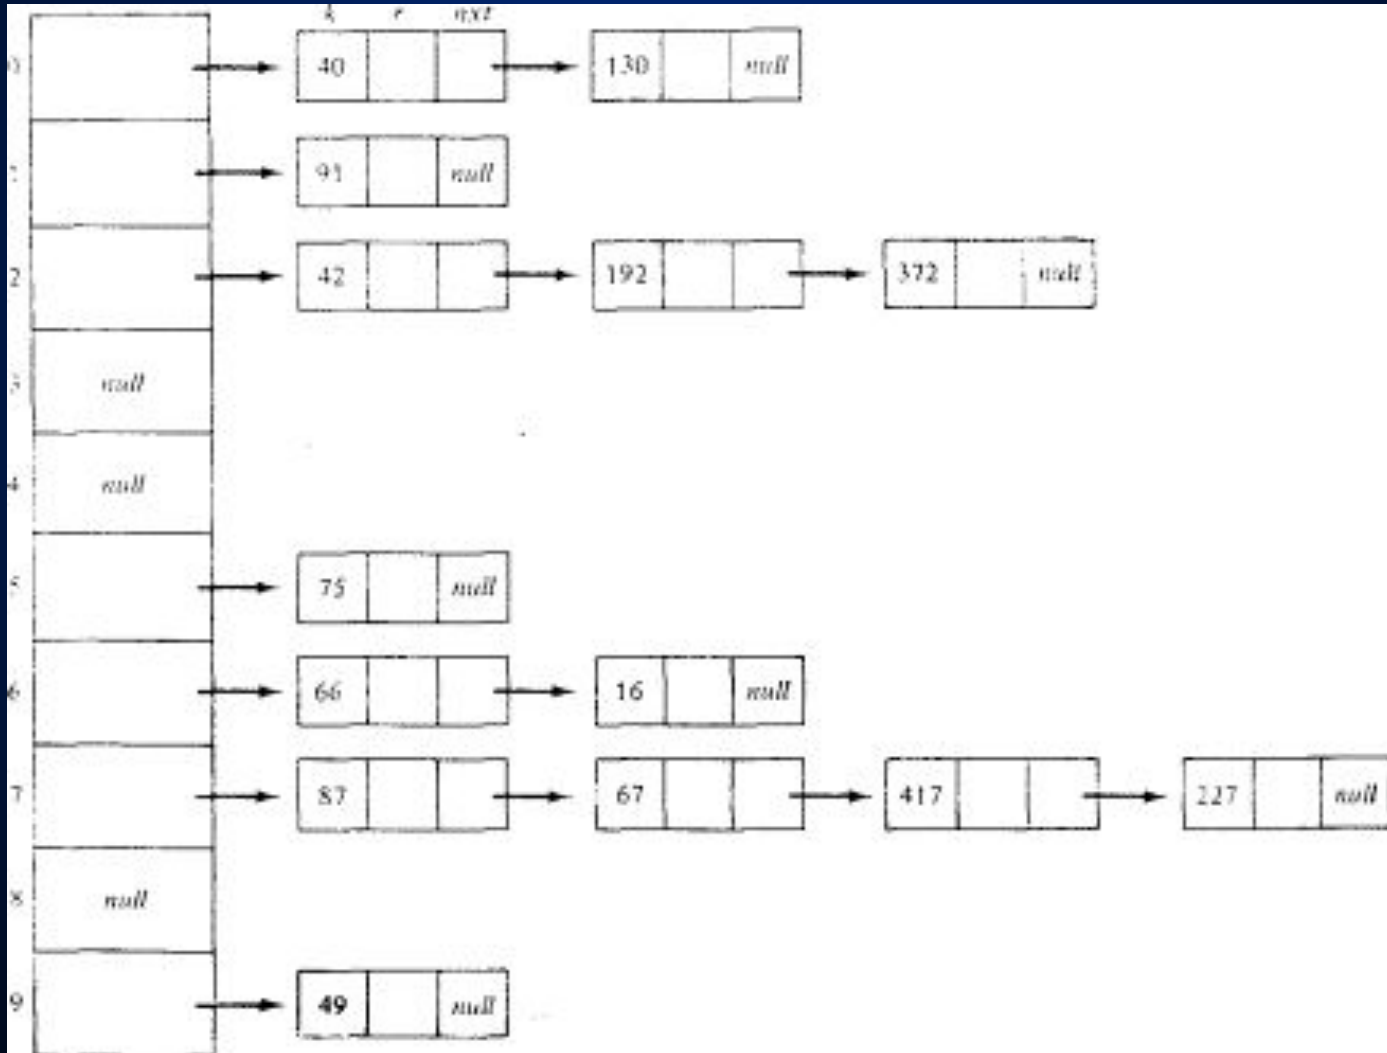 k r nxt
0 40 130 null
1 91 null
2 42 192 372 null
3 null
4 null
5 75 null
6 66 16 null
7 87 67 417 227 null
8 null
9 49 null